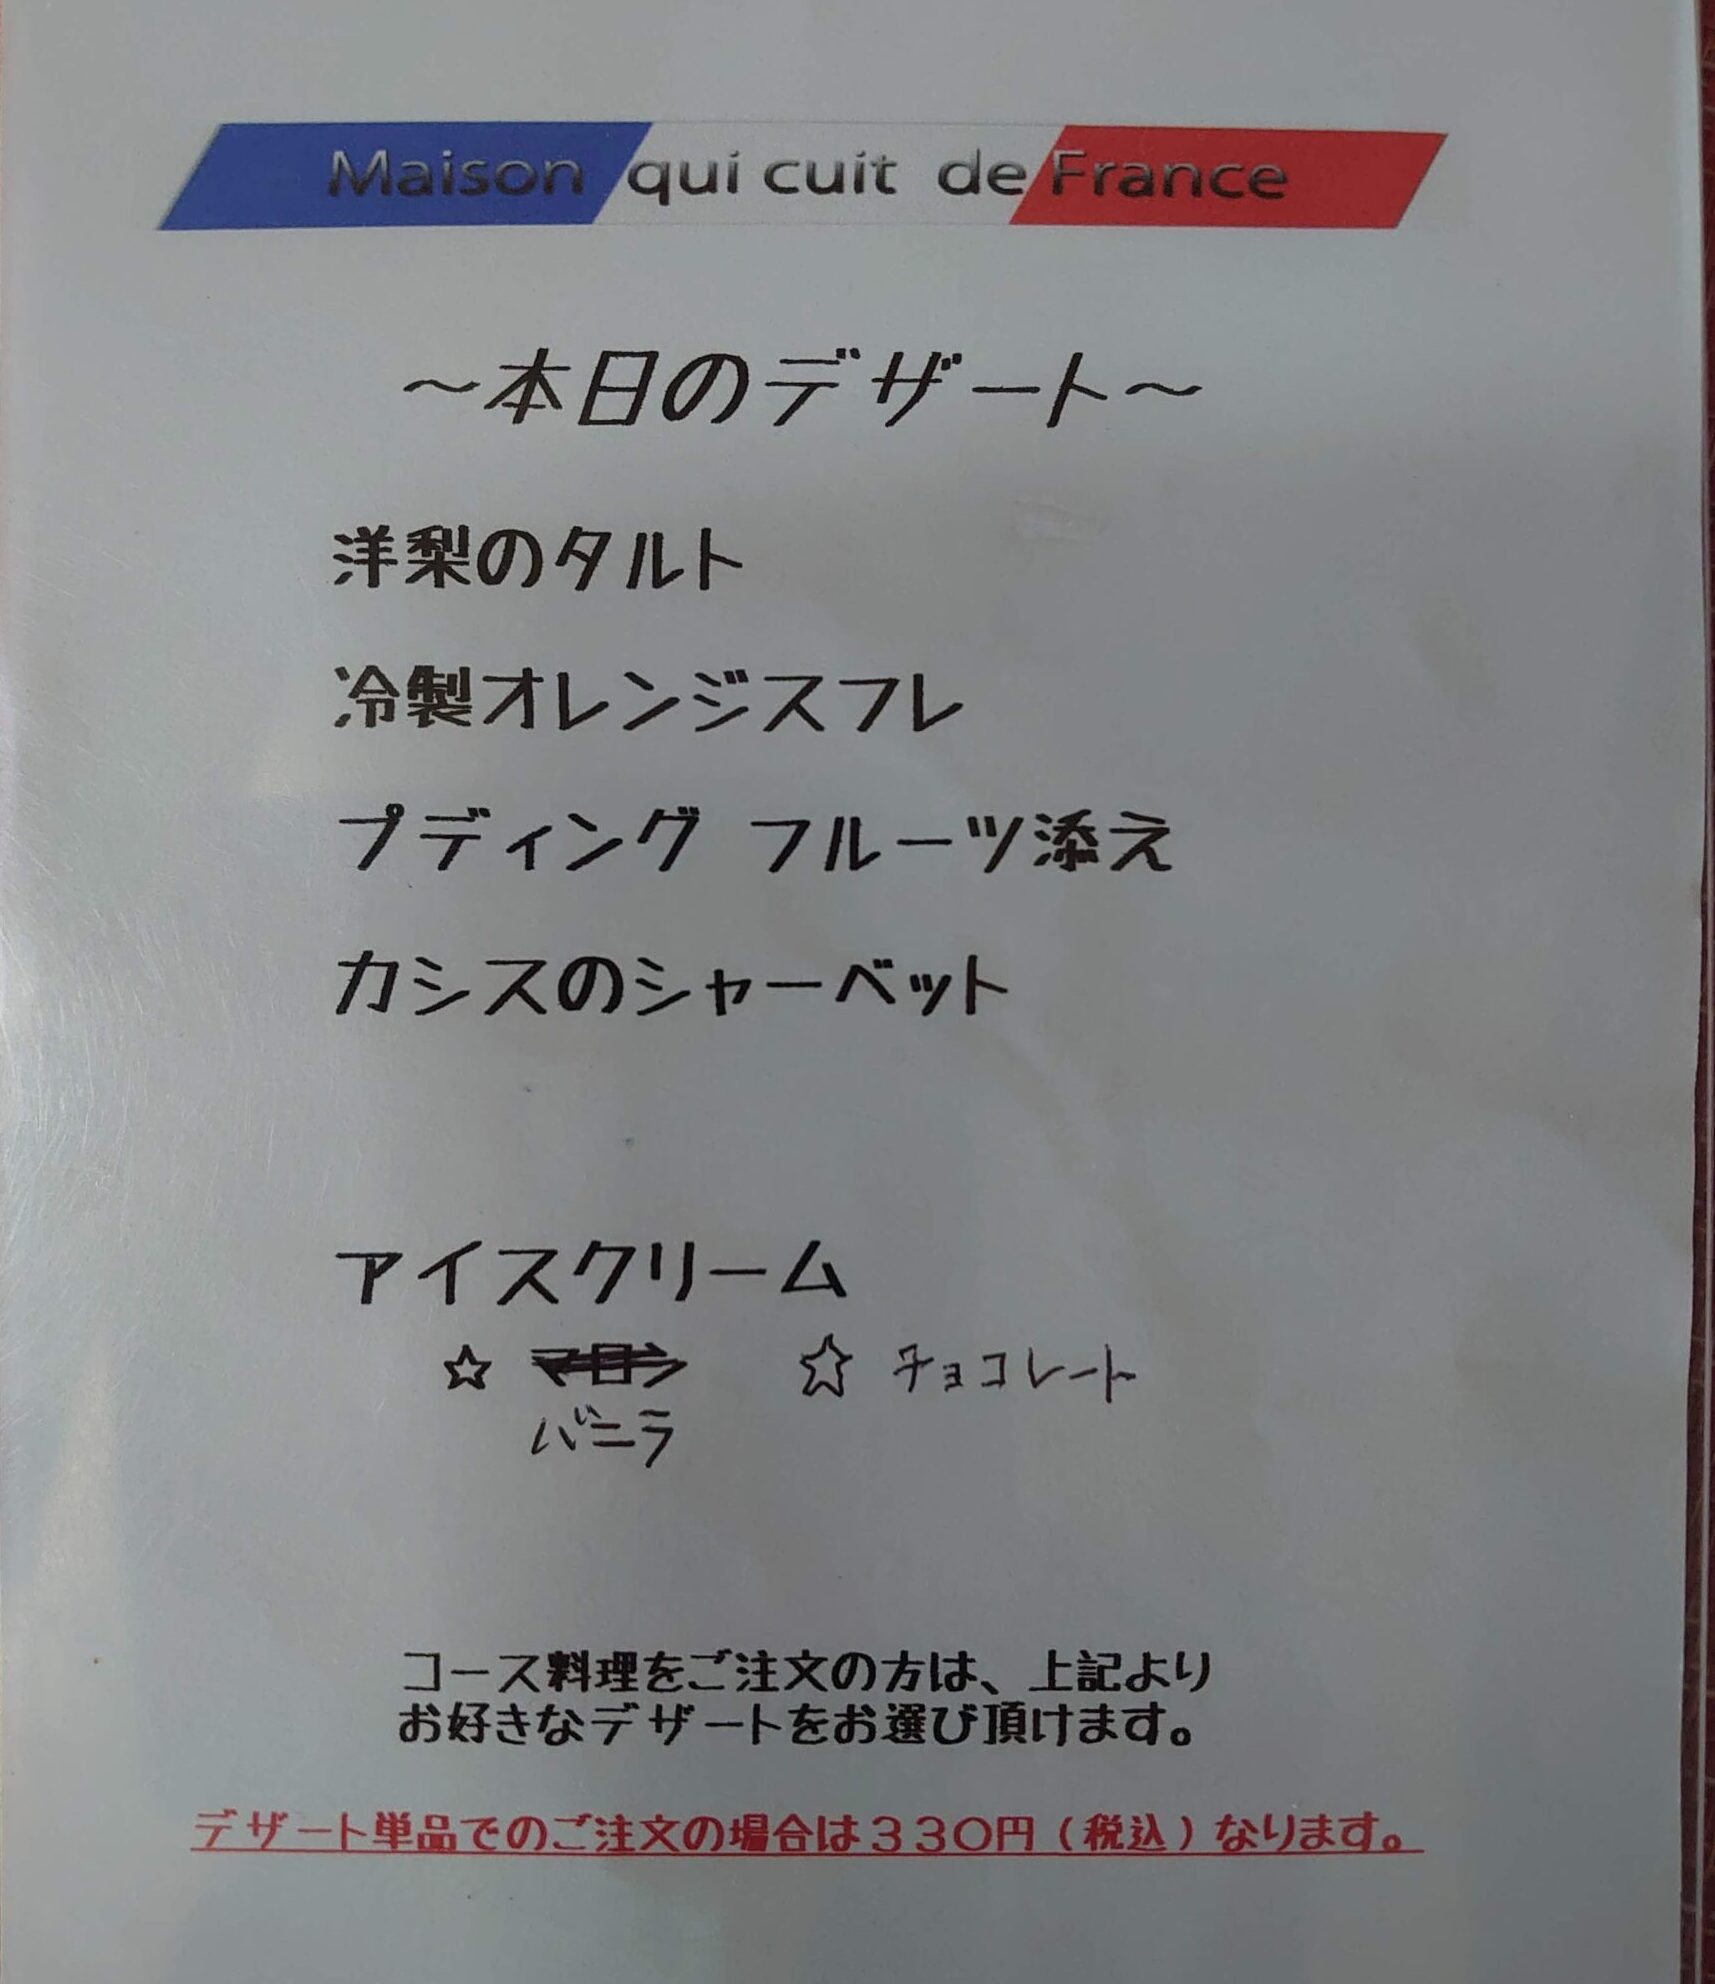 Maison qui cuit de France
～本日のデザート～
洋梨のタルト
冷製オレンジスフレ
プディング フルーツ添え
カシスのシャーベット
アイスクリーム
☆ マロン ☆ チョコレート
バニラ
コース料理をご注文の方は、上記より
お好きなデザートをお選び頂けます。
デザート単品でのご注文の場合は３３０円（税込）なります。